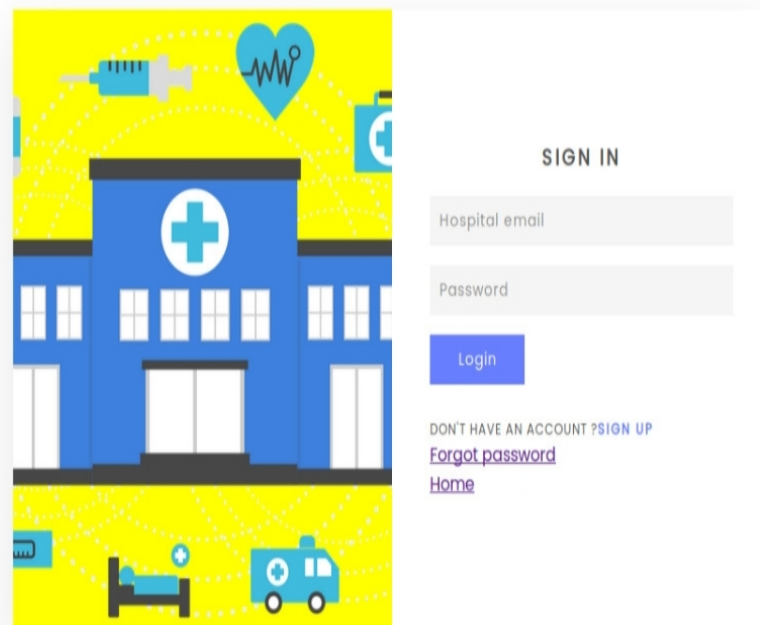 SIGN IN
Hospital email
Password
Login
DON'T HAVE AN ACCOUNT ?SIGN UP
Forgot password
Home